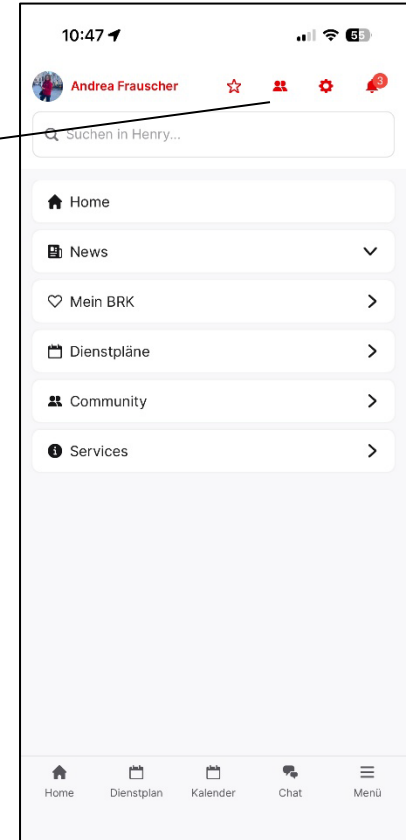 10:47
55
Andrea Frauscher
3
Suchen in Henry...
Home
News
Mein BRK
Dienstpläne
Community
Services
Home Dienstplan Kalender Chat Menü